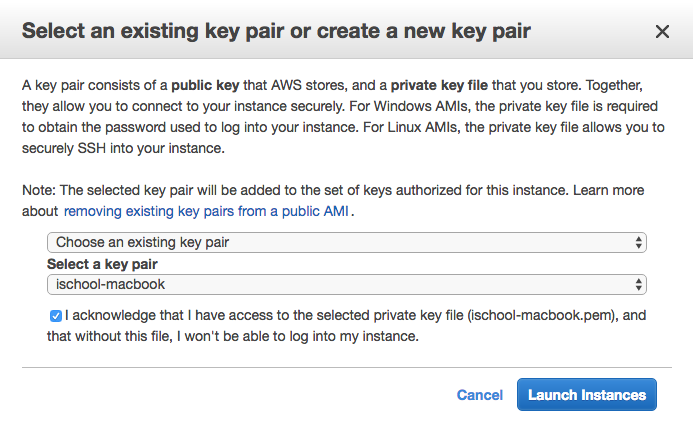 Select an existing key pair or create a new key pair
A key pair consists of a public key that AWS stores, and a private key file that you store. Together,
they allow you to connect to your instance securely. For Windows AMIs, the private key file is required
to obtain the password used to log into your instance. For Linux AMIs, the private key file allows you to
securely SSH into your instance.
Note: The selected key pair will be added to the set of keys authorized for this instance. Learn more
about removing existing key pairs from a public AMI.
Choose an existing key pair
Select a key pair
ischool-macbook
I acknowledge that I have access to the selected private key file (ischool-macbook.pem), and
that without this file, I won't be able to log into my instance.
Cancel Launch Instances